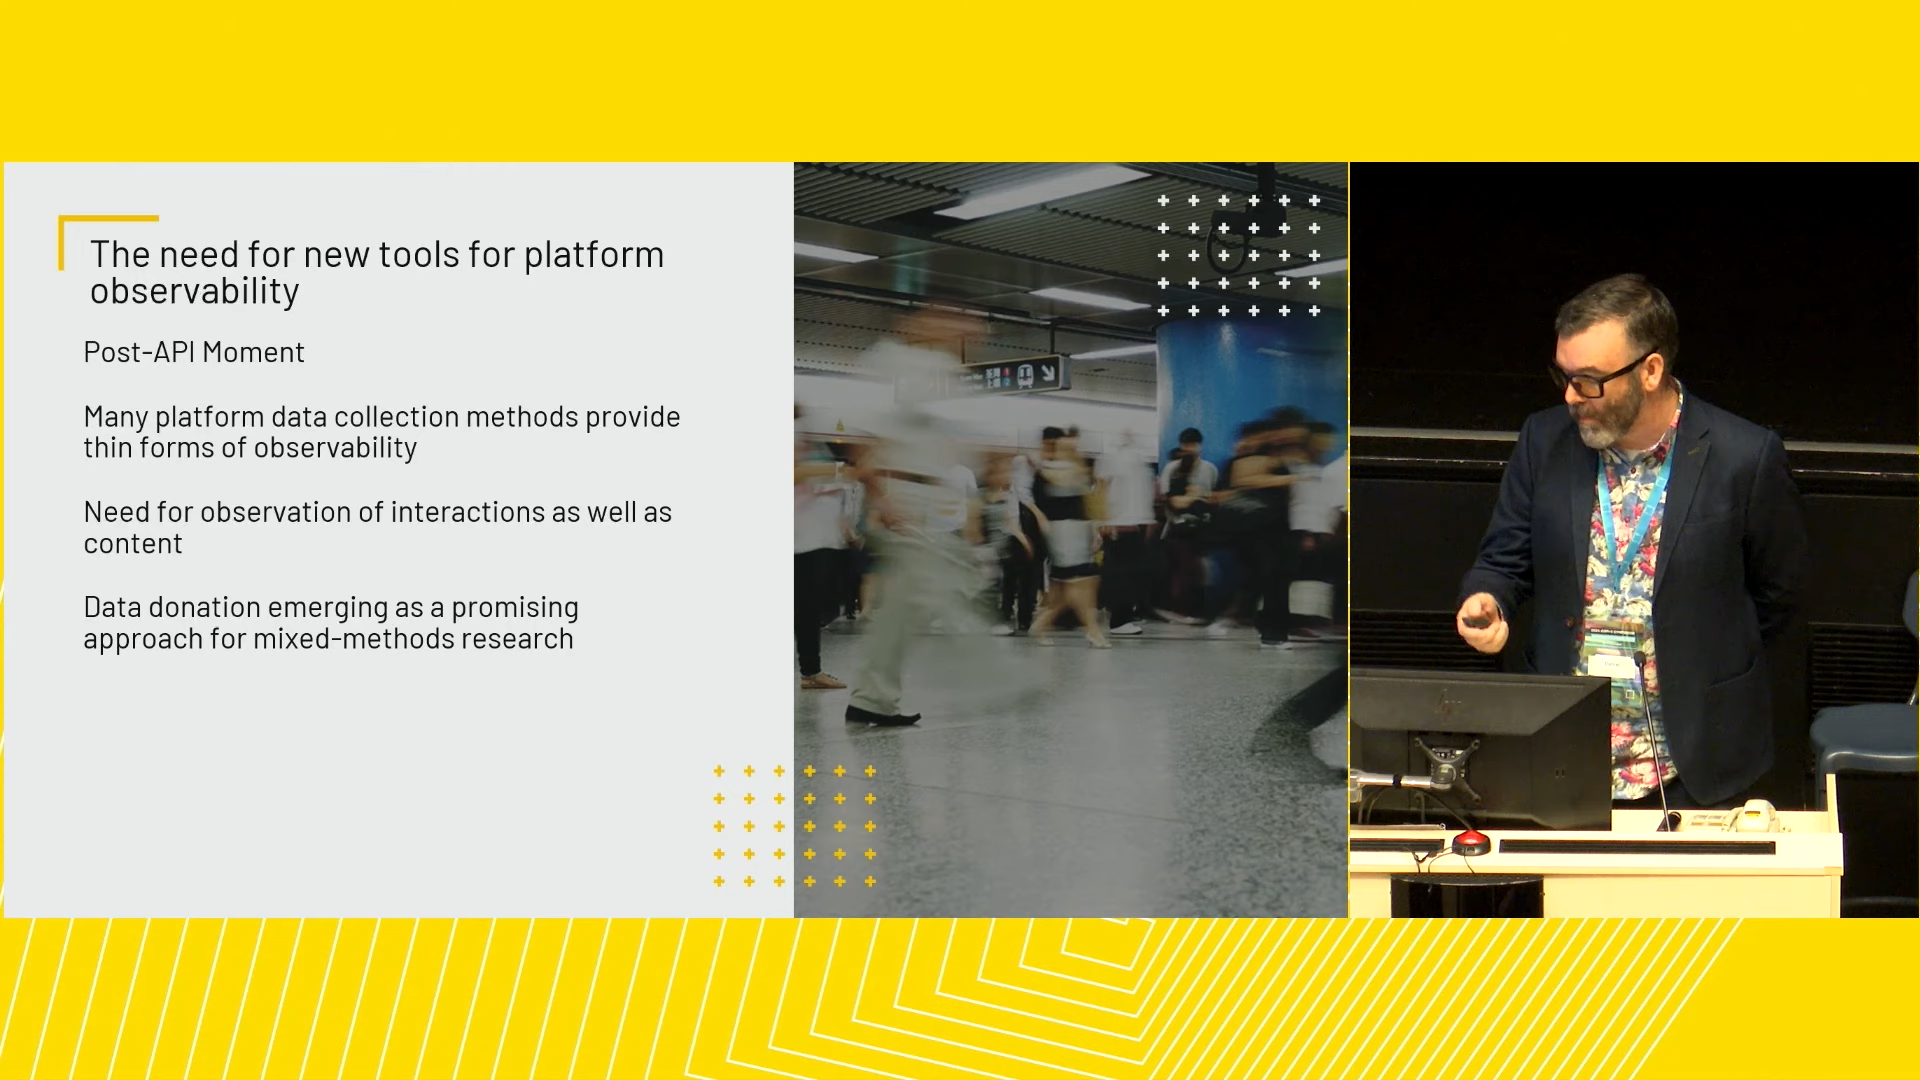 The need for new tools for platform
observability
Post-API Moment
Many platform data collection methods provide
thin forms of observability
Need for observation of interactions as well as
content
Data donation emerging as a promising
approach for mixed-methods research